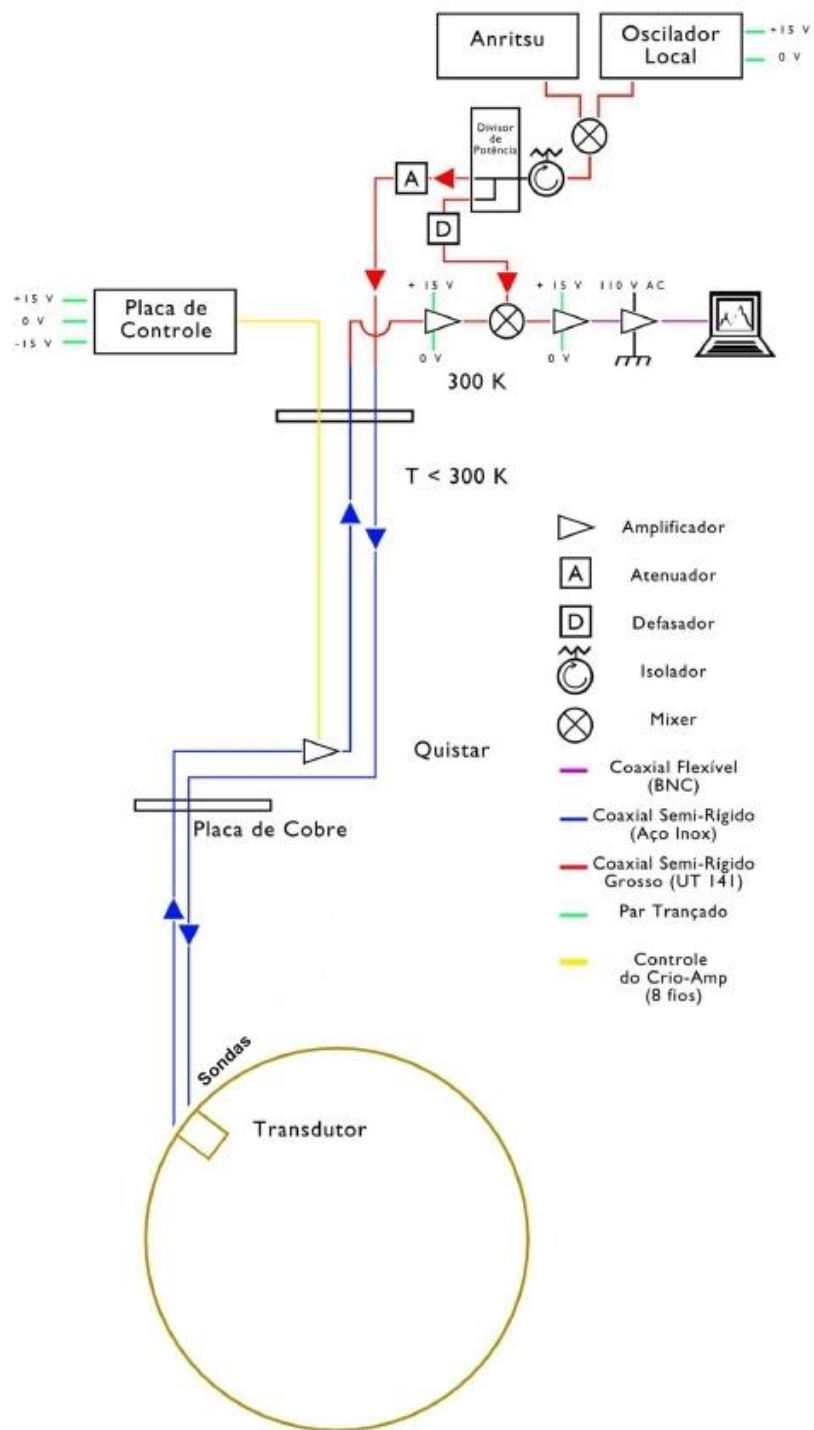 Anritsu
Oscilador
Local
+15 V
0 V
Divisor
de
Potência
A
D
+15 V
0 V
-15 V
Placa de
Controle
+ 15 V
0 V
+ 15 V
0 V
110 V AC
300 K
T < 300 K
Amplificador
A
Atenuador
D
Defasador
Isolador
Mixer
Coaxial Flexível
(BNC)
Coaxial Semi-Rígido
(Aço Inox)
Coaxial Semi-Rígido
Grosso (UT 141)
Par Trançado
Controle
do Crio-Amp
(8 fios)
Quistar
Placa de Cobre
Sondas
Transdutor